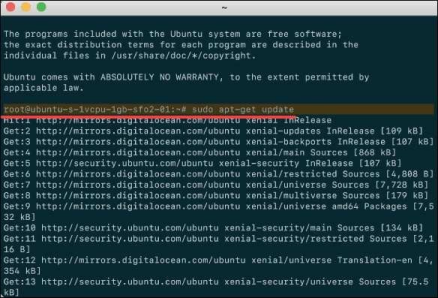 ~
The programs included with the Ubuntu system are free software;
the exact distribution terms for each program are described in the
individual files in /usr/share/doc/*/copyright.
Ubuntu comes with ABSOLUTELY NO WARRANTY, to the extent permitted by
applicable law.
root@ubuntu-s-1vcpu-1gb-sfo2-01:~# sudo apt-get update
Hit:1 http://mirrors.digitalocean.com/ubuntu xenial InRelease
Get:2 http://mirrors.digitalocean.com/ubuntu xenial-updates InRelease [109 kB]
Get:3 http://mirrors.digitalocean.com/ubuntu xenial-backports InRelease [107 kB]
Get:4 http://mirrors.digitalocean.com/ubuntu xenial/main Sources [868 kB]
Get:5 http://security.ubuntu.com/ubuntu xenial-security InRelease [107 kB]
Get:6 http://mirrors.digitalocean.com/ubuntu xenial/restricted Sources [4,808 B]
Get:7 http://mirrors.digitalocean.com/ubuntu xenial/universe Sources [7,728 kB]
Get:8 http://mirrors.digitalocean.com/ubuntu xenial/multiverse Sources [179 kB]
Get:9 http://mirrors.digitalocean.com/ubuntu xenial/universe amd64 Packages [7,5
32 kB]
Get:10 http://security.ubuntu.com/ubuntu xenial-security/main Sources [134 kB]
Get:11 http://security.ubuntu.com/ubuntu xenial-security/restricted Sources [2,1
16 B]
Get:12 http://mirrors.digitalocean.com/ubuntu xenial/universe Translation-en [4,
354 kB]
Get:13 http://security.ubuntu.com/ubuntu xenial-security/universe Sources [75.5
kB]